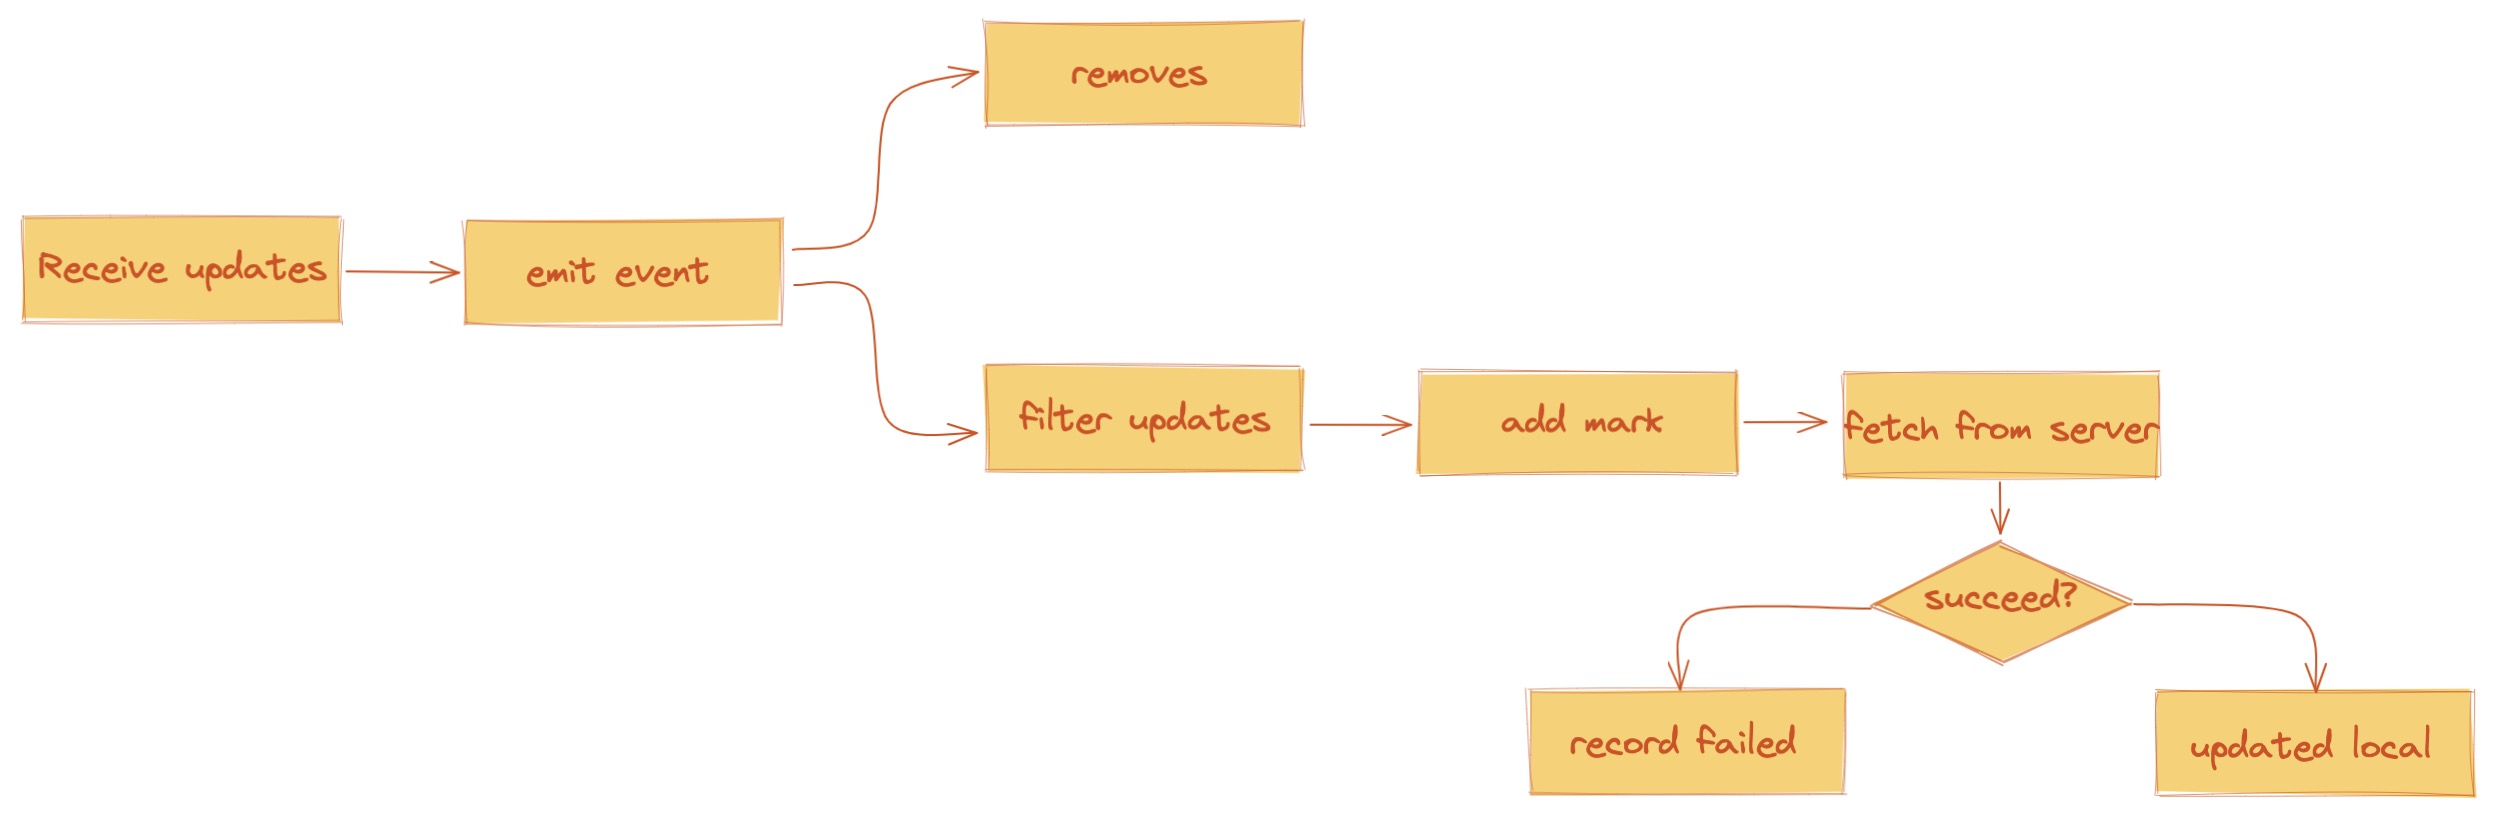 removes
Receive updates
emit event
filter updates
add mark
fetch from server
succeed?
record failed
updated local